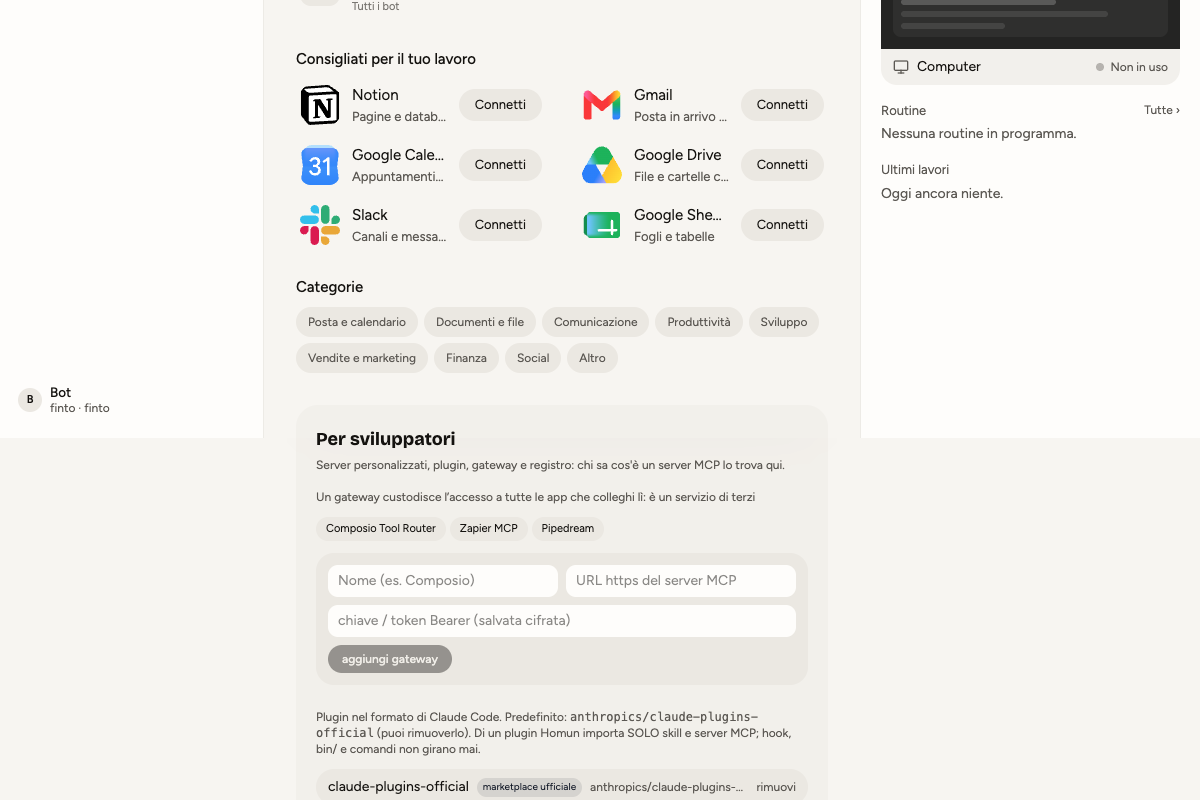 Tutti i bot
Consigliati per il tuo lavoro
Notion
Pagine e datab...
Connetti
Gmail
Posta in arrivo ...
Connetti
31
Google Cale...
Appuntamenti...
Connetti
Google Drive
File e cartelle c...
Connetti
Slack
Canali e messa...
Connetti
Google She...
Fogli e tabelle
Connetti
Categorie
Posta e calendario
Documenti e file
Comunicazione
Produttività
Sviluppo
Vendite e marketing
Finanza
Social
Altro
B
Bot
finto · finto
Per sviluppatori
Server personalizzati, plugin, gateway e registro: chi sa cos'è un server MCP lo trova qui.
Un gateway custodisce l'accesso a tutte le app che colleghi lì: è un servizio di terzi
Composio Tool Router
Zapier MCP
Pipedream
Nome (es. Composio)
URL https del server MCP
chiave / token Bearer (salvata cifrata)
aggiungi gateway
Plugin nel formato di Claude Code. Predefinito: anthropics/claude-plugins-
official (puoi rimuoverlo). Di un plugin Homun importa SOLO skill e server MCP; hook,
bin/ e comandi non girano mai.
claude-plugins-official
marketplace ufficiale
anthropics/claude-plugins-...
rimuovi
Computer
Non in uso
Routine
Tutte ›
Nessuna routine in programma.
Ultimi lavori
Oggi ancora niente.